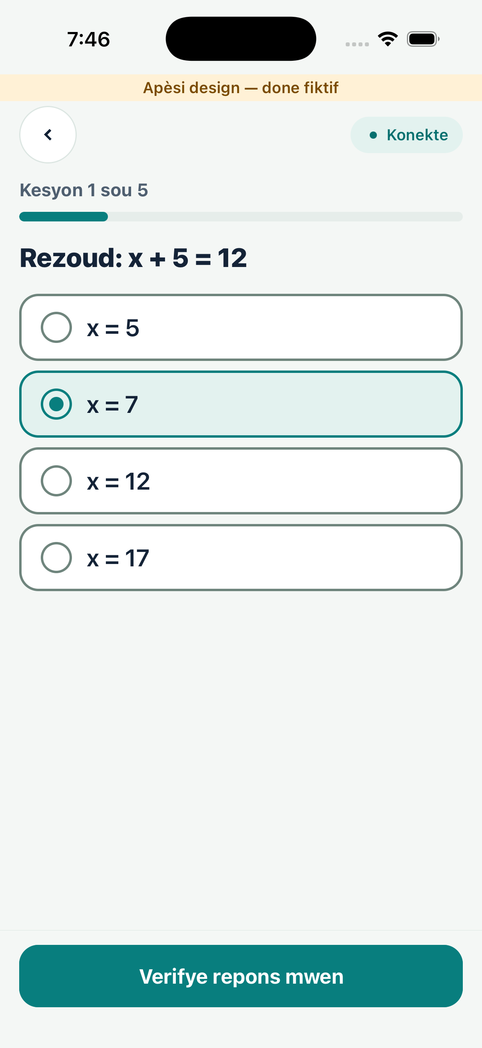 7:46
Apèsi design — done fiktif
Konekte
Kesyon 1 sou 5
Rezoud: x + 5 = 12
x = 5
x = 7
x = 12
x = 17
Verifye repons mwen